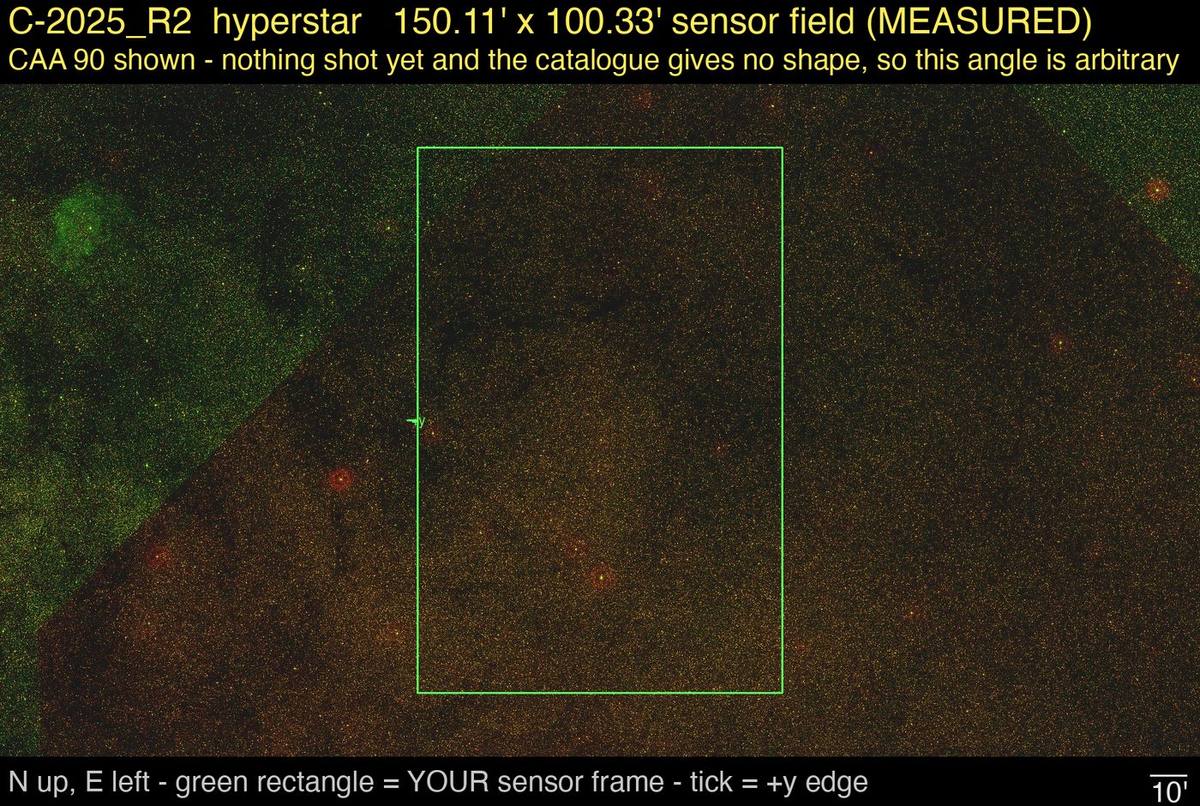 C-2025_R2 hyperstar 150.11' x 100.33' sensor field (MEASURED)
CAA 90 shown - nothing shot yet and the catalogue gives no shape, so this angle is arbitrary
+y
N up, E left - green rectangle = YOUR sensor frame - tick = +y edge
10'